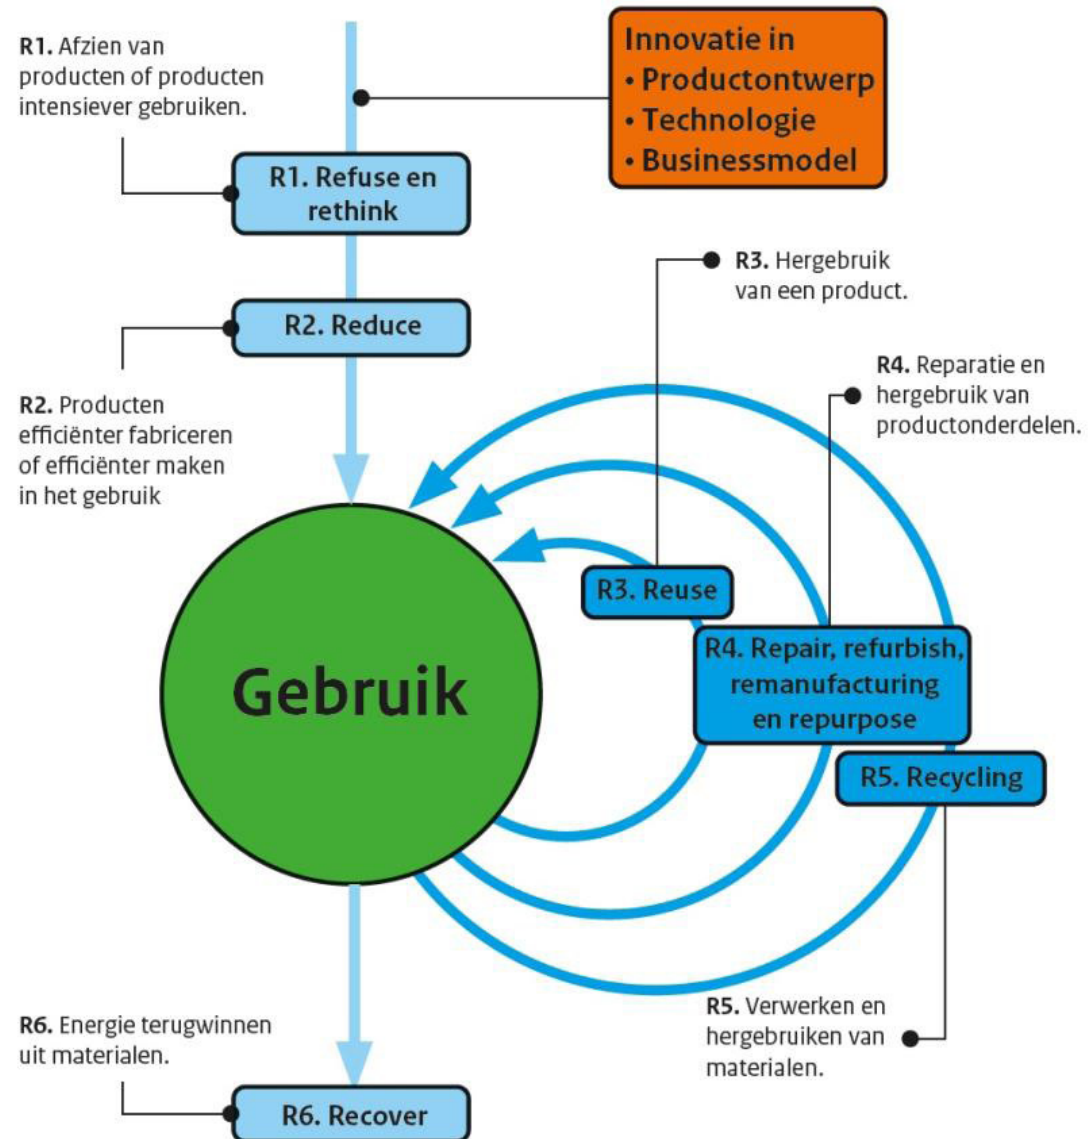 R1. Afzien van
producten of producten
intensiever gebruiken.
Innovatie in
• Productontwerp
• Technologie
• Businessmodel
R1. Refuse en
rethink
R3. Hergebruik
van een product.
R2. Reduce
R4. Reparatie en
hergebruik van
productonderdelen.
R2. Producten
efficiënter fabriceren
of efficiënter maken
in het gebruik
R3. Reuse
R4. Repair, refurbish,
remanufacturing
en repurpose
Gebruik
R5. Recycling
R5. Verwerken en
hergebruiken van
materialen.
R6. Energie terugwinnen
uit materialen.
R6. Recover